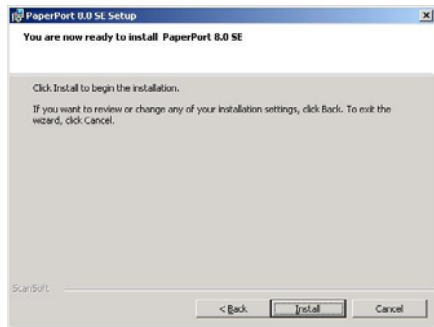 PaperPort 8.0 SE Setup
You are now ready to install PaperPort 8.0 SE
Click Install to begin the installation.
If you want to review or change any of your installation settings, click Back. To exit the
wizard, click Cancel.
ScanSoft
< Back Install Cancel